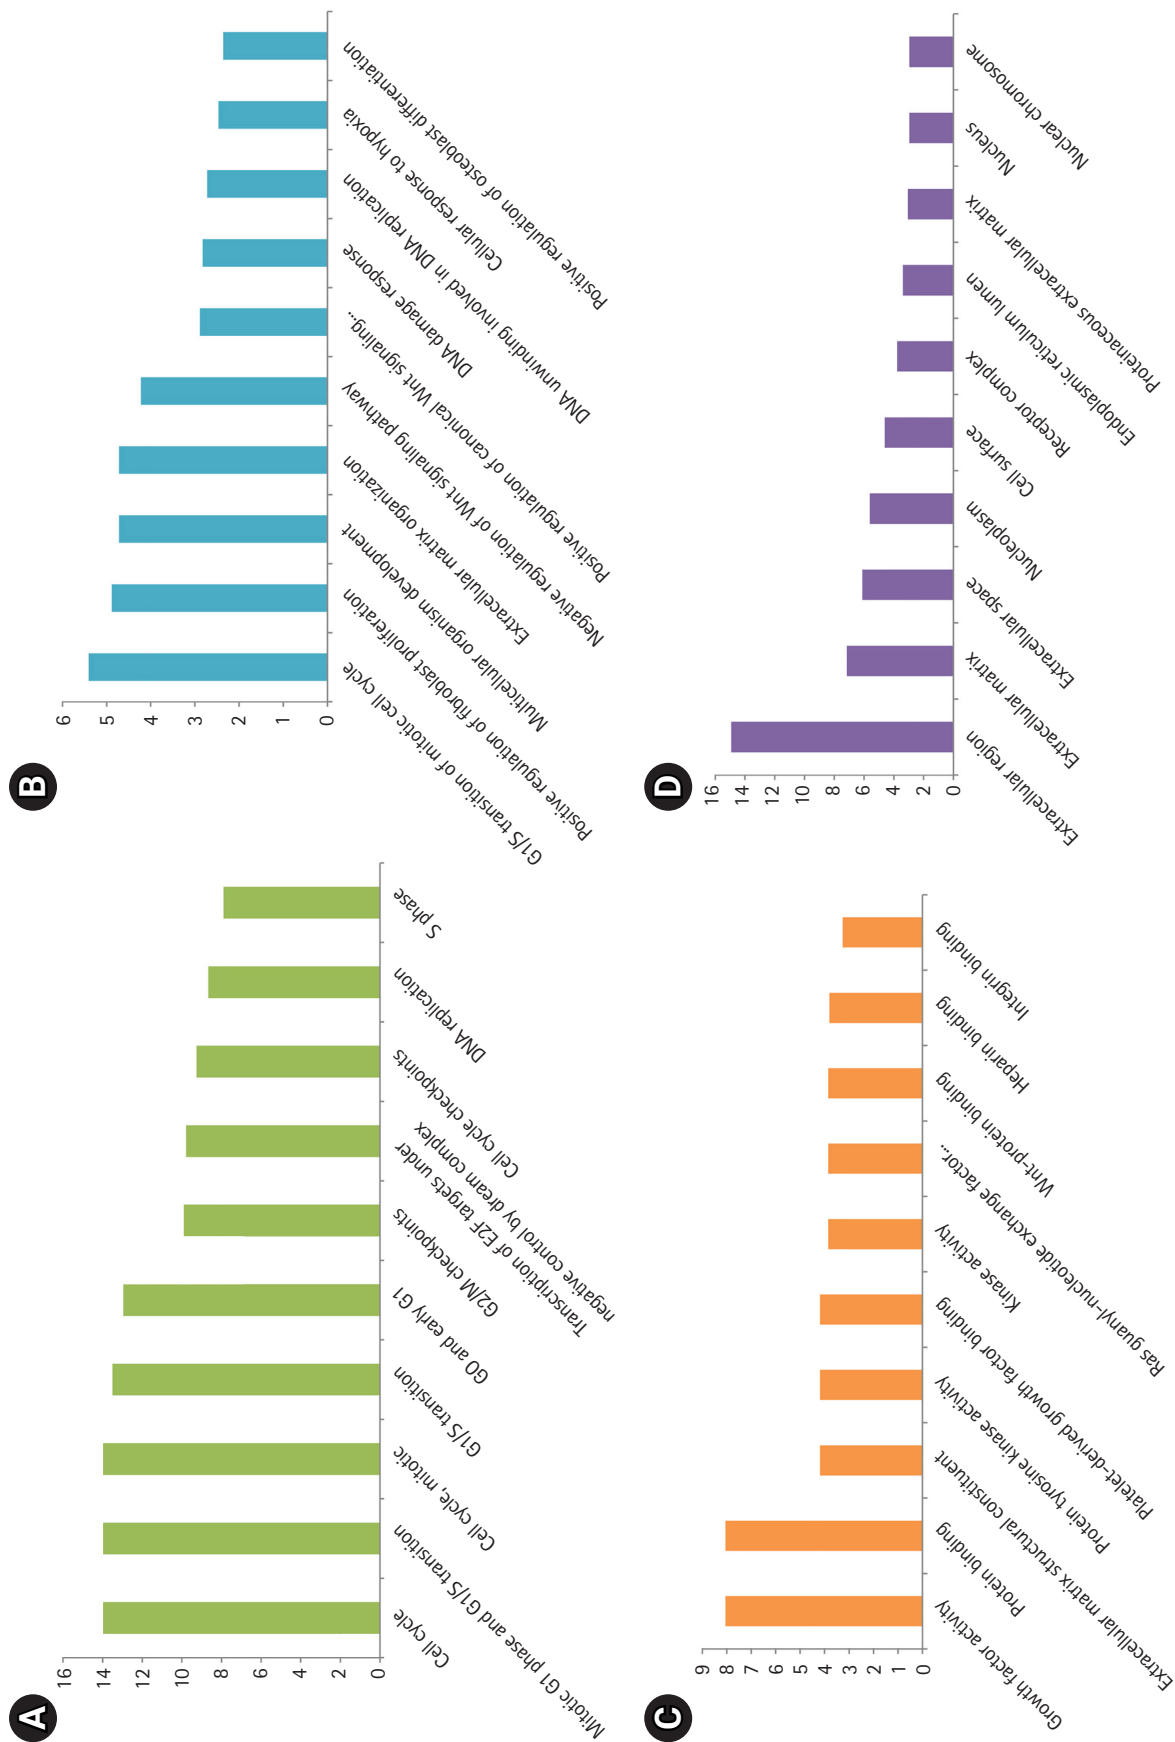 A
16
14
12
10
8
6
4
2
0
Cell cycle
Mitotic G1 phase and G1/S transition
Cell cycle, mitotic
G1/S transition
GO and early G1
G2/M checkpoints
Transcription of E2F targets under
negative control by dream complex
Cell cycle checkpoints
DNA replication
S phase
B
6
5
4
3
2
1
0
G1/S transition of mitotic cell cycle
Positive regulation of fibroblast proliferation
Multicellular organism development
Extracellular matrix organization
Negative regulation of Wnt signaling pathway
Positive regulation of canonical Wnt signaling...
DNA damage response
DNA unwinding involved in DNA replication
Cellular response to hypoxia
Positive regulation of osteoblast differentiation
C
9
8
7
6
5
4
3
2
1
0
Growth factor activity
Protein binding
Extracellular matrix structural constituent
Protein tyrosine kinase activity
Platelet-derived growth factor binding
Kinase activity
Ras guanyl-nucleotide exchange factor...
Wnt-protein binding
Heparin binding
Integrin binding
D
16
14
12
10
8
6
4
2
0
Extracellular region
Extracellular matrix
Extracellular space
Nucleoplasm
Cell surface
Receptor complex
Endoplasmic reticulum lumen
Proteinaceous extracellular matrix
Nucleus
Nuclear chromosome